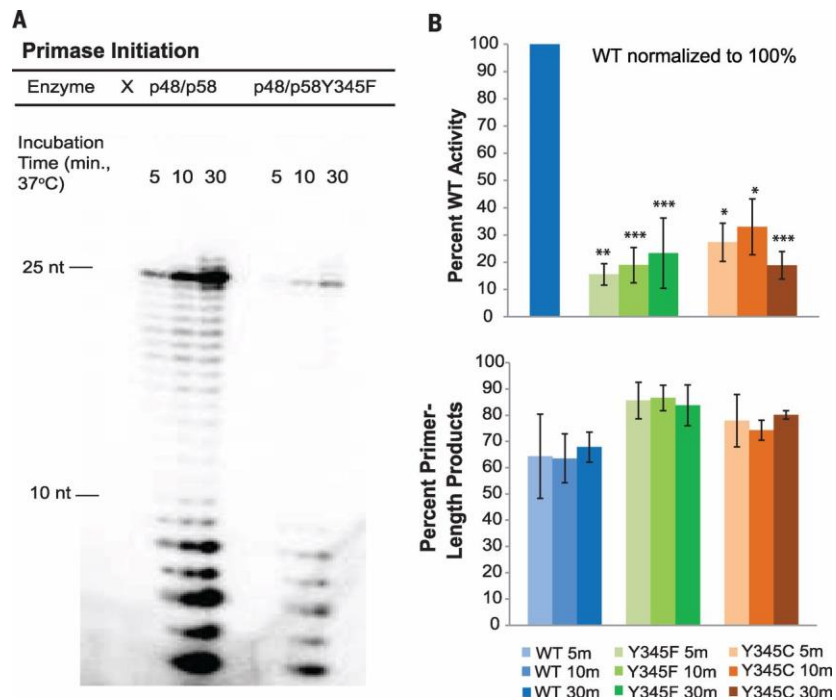 A
Primase Initiation
Enzyme X p48/p58 p48/p58Y345F
Incubation
Time (min.,
37°C)
5 10 30 5 10 30
25 nt
10 nt
B
WT normalized to 100%
Percent WT Activity
100
90
80
70
60
50
40
30
20
10
0
** *** *** * * ***
Percent Primer-
Length Products
100
90
80
70
60
50
40
30
20
10
0
WT 5m Y345F 5m Y345C 5m
WT 10m Y345F 10m Y345C 10m
WT 30m Y345F 30m Y345C 30m